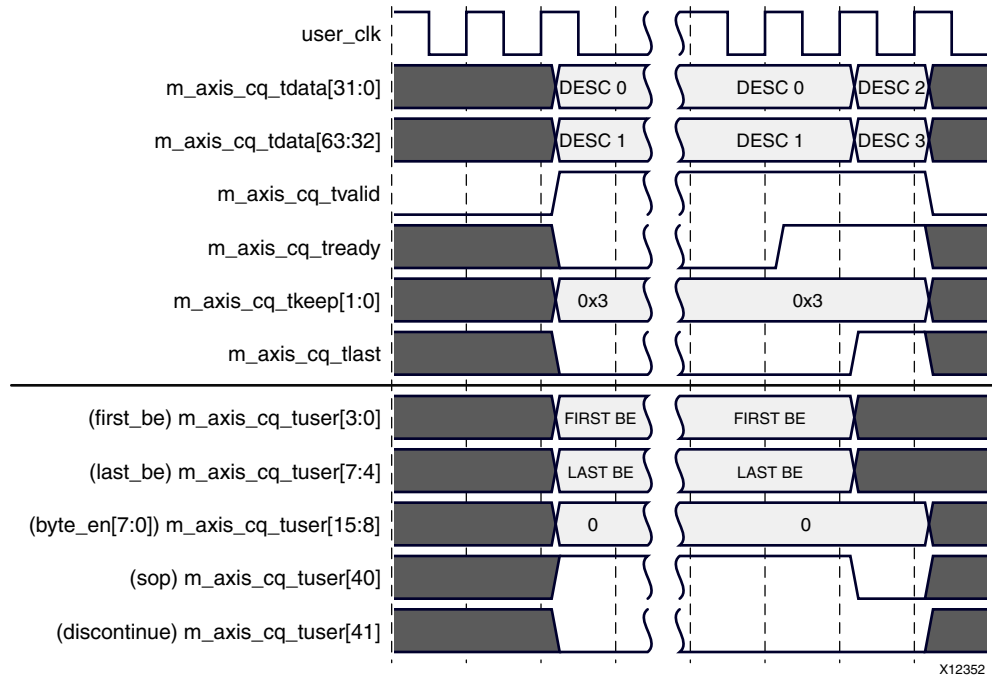 user_clk
m_axis_cq_tdata[31:0] DESC 0 DESC 0 DESC 2
m_axis_cq_tdata[63:32] DESC 1 DESC 1 DESC 3
m_axis_cq_tvalid
m_axis_cq_tready
m_axis_cq_tkeep[1:0] 0x3 0x3
m_axis_cq_tlast
(first_be) m_axis_cq_tuser[3:0] FIRST BE FIRST BE
(last_be) m_axis_cq_tuser[7:4] LAST BE LAST BE
(byte_en[7:0]) m_axis_cq_tuser[15:8] 0 0
(sop) m_axis_cq_tuser[40]
(discontinue) m_axis_cq_tuser[41]
X12352